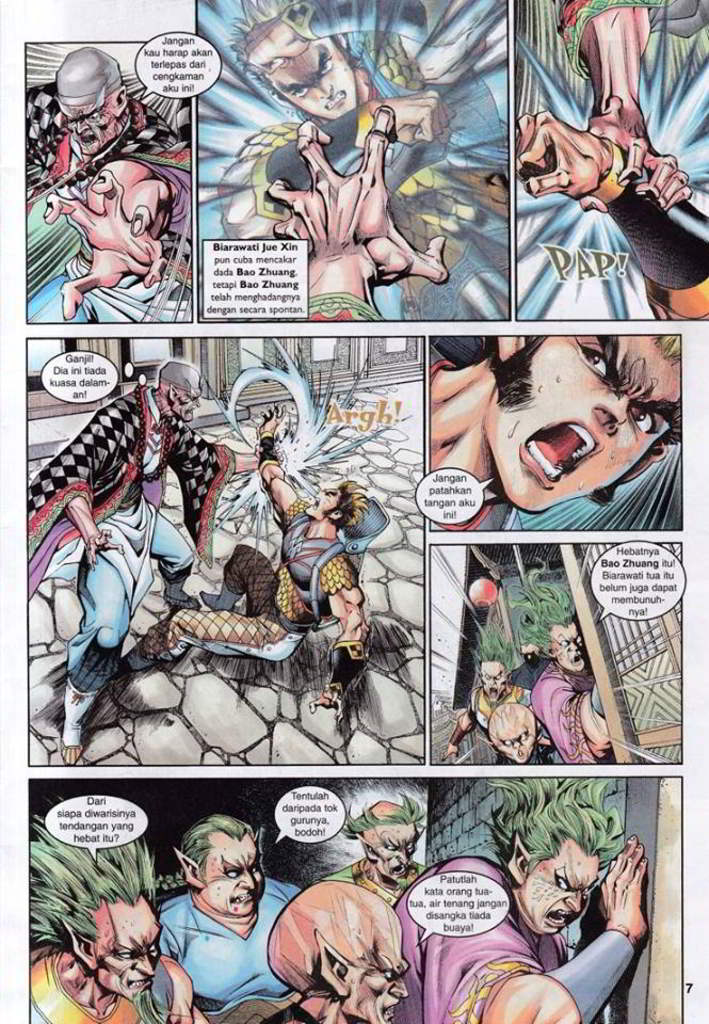 Jangan
kau harap akan
terlepas dari
cengkaman
aku ini!
Biarawati Jue Xin
pun cuba mencakar
dada Bao Zhuang,
tetapi Bao Zhuang
telah menghadangnya
dengan secara spontan.
PAP!
Ganjil!
Dia ini tiada
kuasa dalam-
an!
Argh!
Jangan
patahkan
tangan aku
ini!
Hebatnya
Bao Zhuang itu!
Biarawati tua itu
belum juga dapat
membunuh-
nya!
Dari
siapa diwarisinya
tendangan yang
hebat itu?
Tentulah
daripada tok
gurunya,
bodoh!
Patutlah
kata orang tua-
tua, air tenang jangan
disangka tiada
buaya!
7